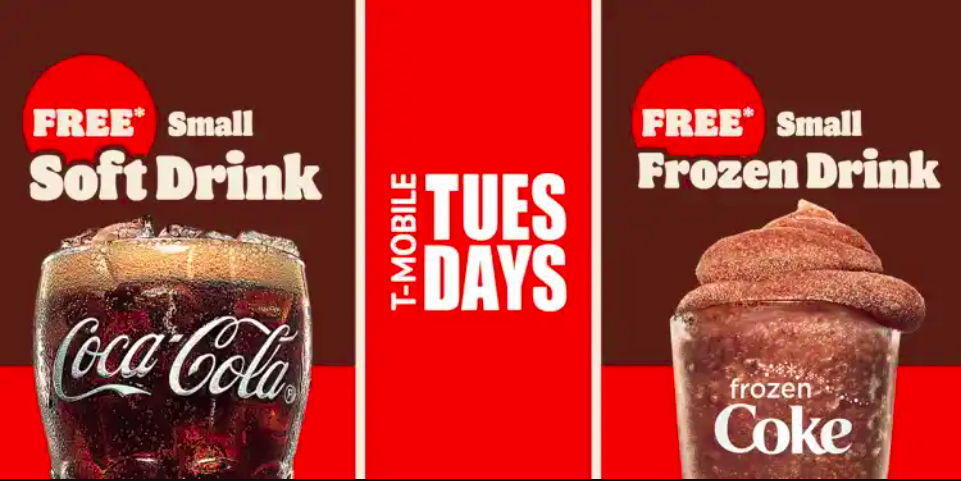 FREE* Small
Soft Drink
Coca-Cola®
T-MOBILE
TUES
DAYS
FREE* Small
Frozen Drink
frozen
Coke